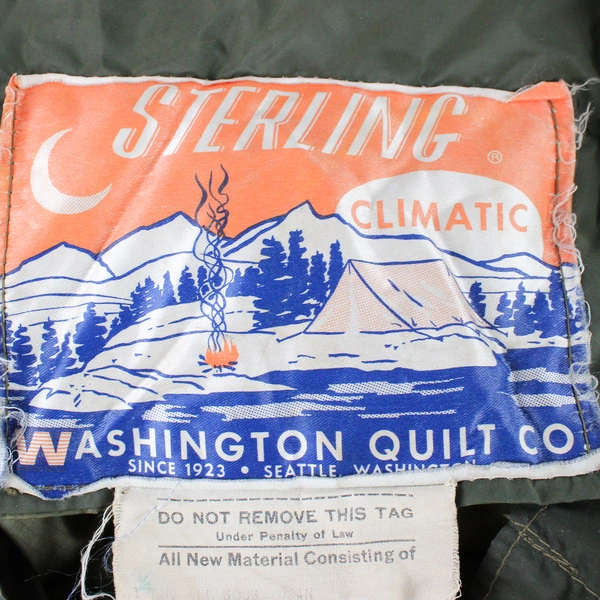 STERLING ®
CLIMATIC
WASHINGTON QUILT CO.
SINCE 1923 • SEATTLE, WASHINGTON
DO NOT REMOVE THIS TAG
Under Penalty of Law
All New Material Consisting of